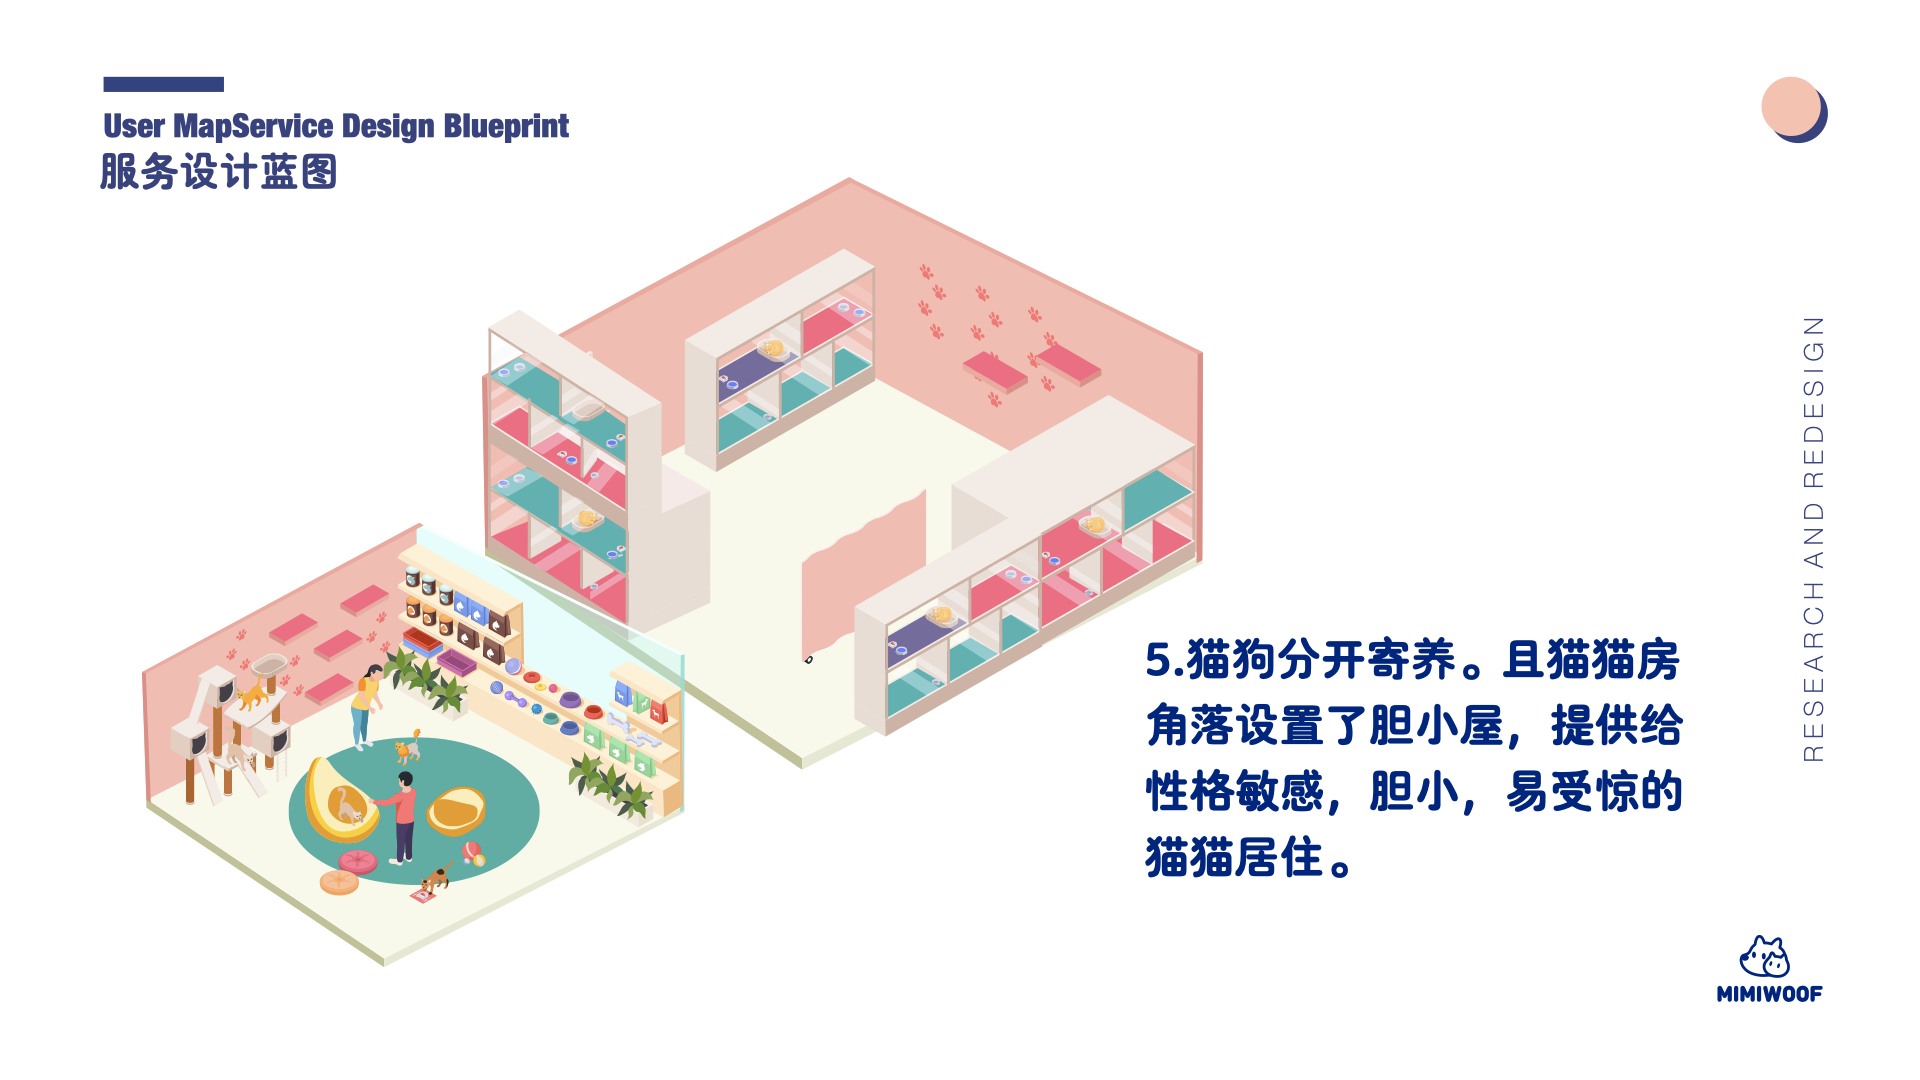 User MapService Design Blueprint
服务设计蓝图
5.猫狗分开寄养。且猫猫房
角落设置了胆小屋，提供给
性格敏感，胆小，易受惊的
猫猫居住。
RESEARCH AND REDESIGN
MIMIWOOF